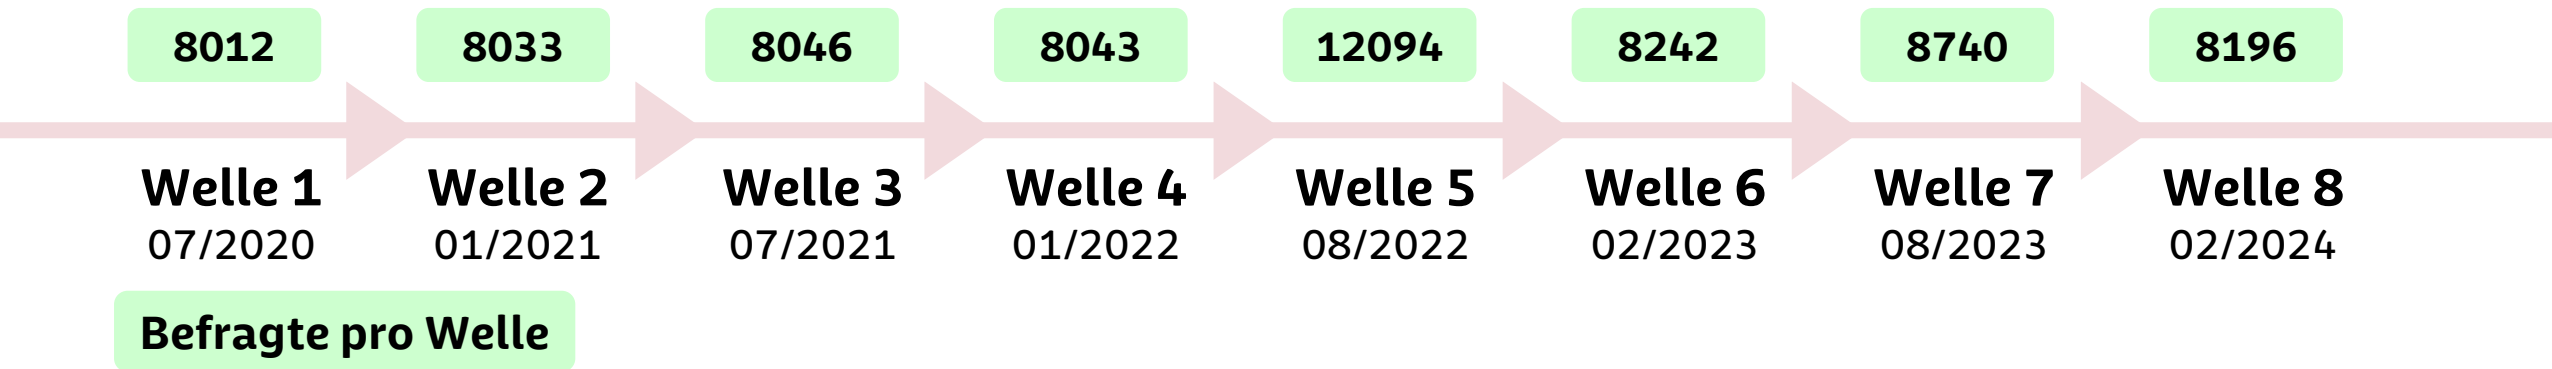 8012 8033 8046 8043 12094 8242 8740 8196
Welle 1 Welle 2 Welle 3 Welle 4 Welle 5 Welle 6 Welle 7 Welle 8
07/2020 01/2021 07/2021 01/2022 08/2022 02/2023 08/2023 02/2024
Befragte pro Welle